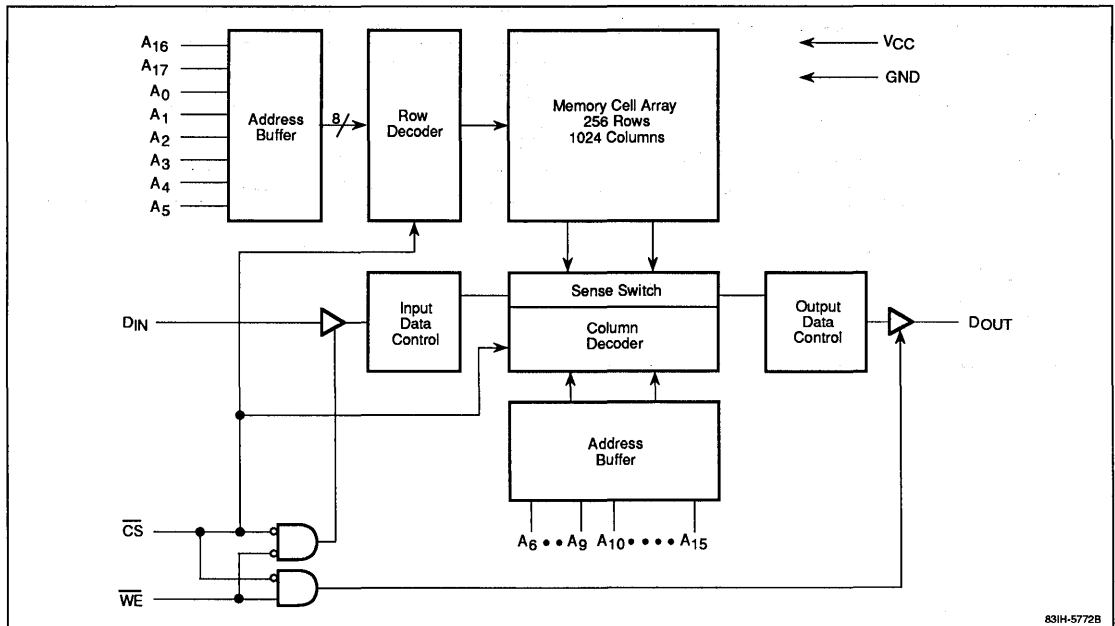 A16
A17
A0
A1
A2
A3
A4
A5
Address
Buffer
8
Row
Decoder
Memory Cell Array
256 Rows
1024 Columns
VCC
GND
DIN
Input
Data
Control
Sense Switch
Column
Decoder
Output
Data
Control
DOUT
Address
Buffer
A6 •• A9 A10 •••• A15
C̅S̅
W̅E̅
83IH-5772B